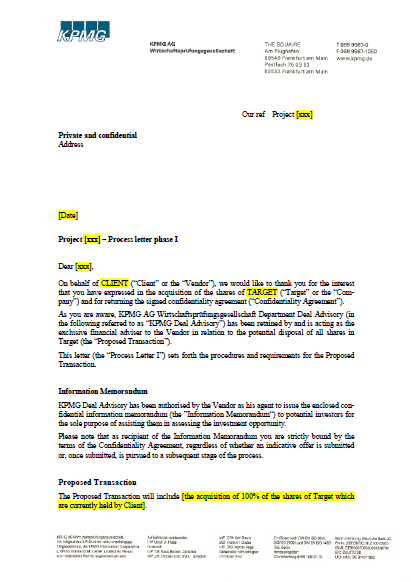 KPMG
KPMG AG
Wirtschaftsprüfungsgesellschaft
THE SQUAIRE
Am Flughafen
60549 Frankfurt am Main
Postfach 75 03 53
60533 Frankfurt am Main
T 069 9587-0
F 069 9587-1050
www.kpmg.de
Our ref Project [xxx]
Private and confidential
Address
[Date]
Project [xxx] – Process letter phase I
Dear [xxx],
On behalf of CLIENT (“Client” or the “Vendor”), we would like to thank you for the interest
that you have expressed in the acquisition of the shares of TARGET (“Target” or the “Com-
pany”) and for returning the signed confidentiality agreement (“Confidentiality Agreement”).
As you are aware, KPMG AG Wirtschaftsprüfungsgesellschaft Department Deal Advisory (in
the following referred to as “KPMG Deal Advisory”) has been retained by and is acting as the
exclusive financial adviser to the Vendor in relation to the potential disposal of all shares in
Target (the “Proposed Transaction”).
This letter (the “Process Letter I”) sets forth the procedures and requirements for the Proposed
Transaction.
Information Memorandum
KPMG Deal Advisory has been authorised by the Vendor as his agent to issue the enclosed con-
fidential information memorandum (the "Information Memorandum“) to potential investors for
the sole purpose of assisting them in assessing the investment opportunity.
Please note that as recipient of the Information Memorandum you are strictly bound by the
terms of the Confidentiality Agreement, regardless of whether an indicative offer is submitted
or, once submitted, is pursued to a subsequent stage of the process.
Proposed Transaction
The Proposed Transaction will include [the acquisition of 100% of the shares of Target which
are currently held by Client].